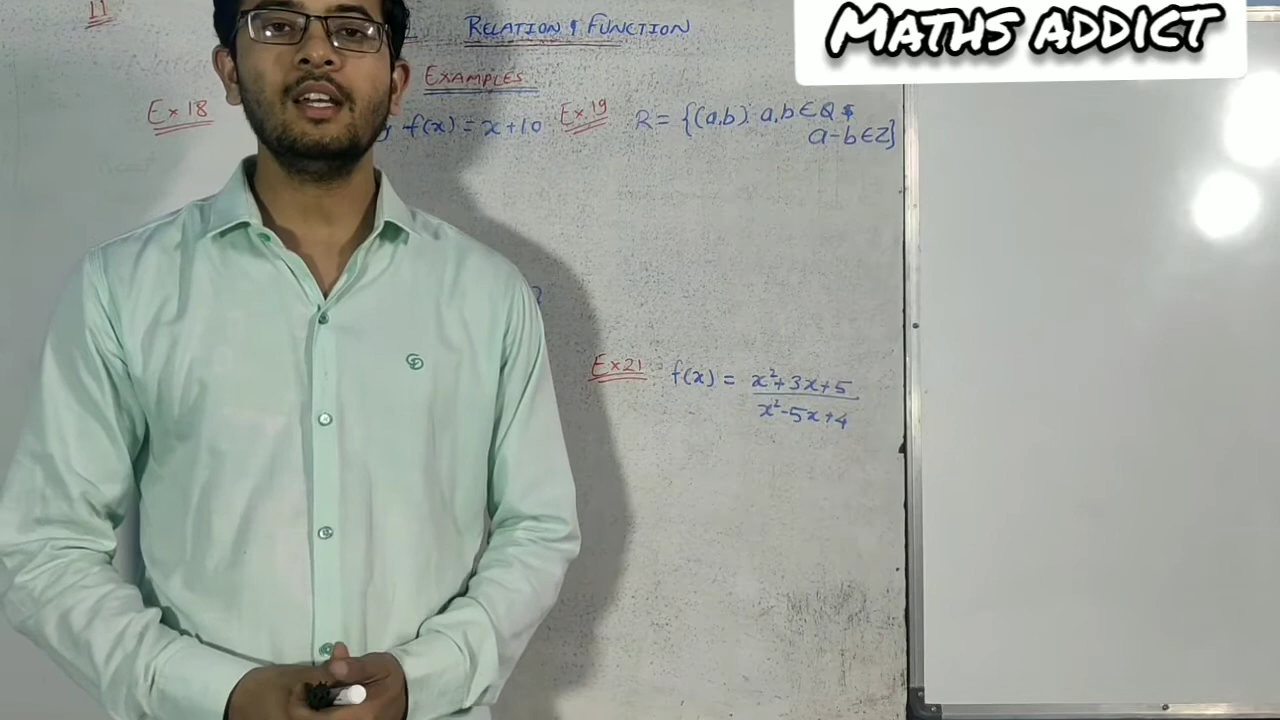 11
RELATION & FUNCTION
MATHS ADDICT
EXAMPLES
Ex 18
f(x) = x+10
Ex 19
R = {(a,b): a,b ∈ Q &
a-b ∈ Z}
Ex 21
f(x) = x²+3x+5
x²-5x+4